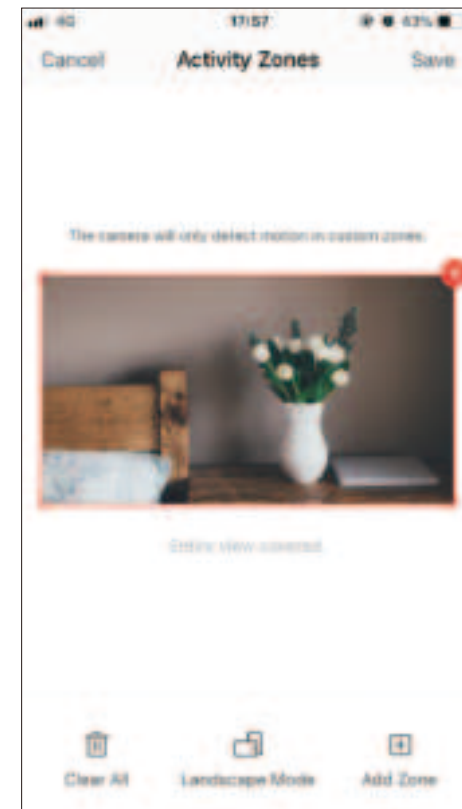 4G 17:57 43%
Cancel Activity Zones Save
The camera will only detect motion in custom zones.
Entire view covered.
Clear All Landscape Mode Add Zone